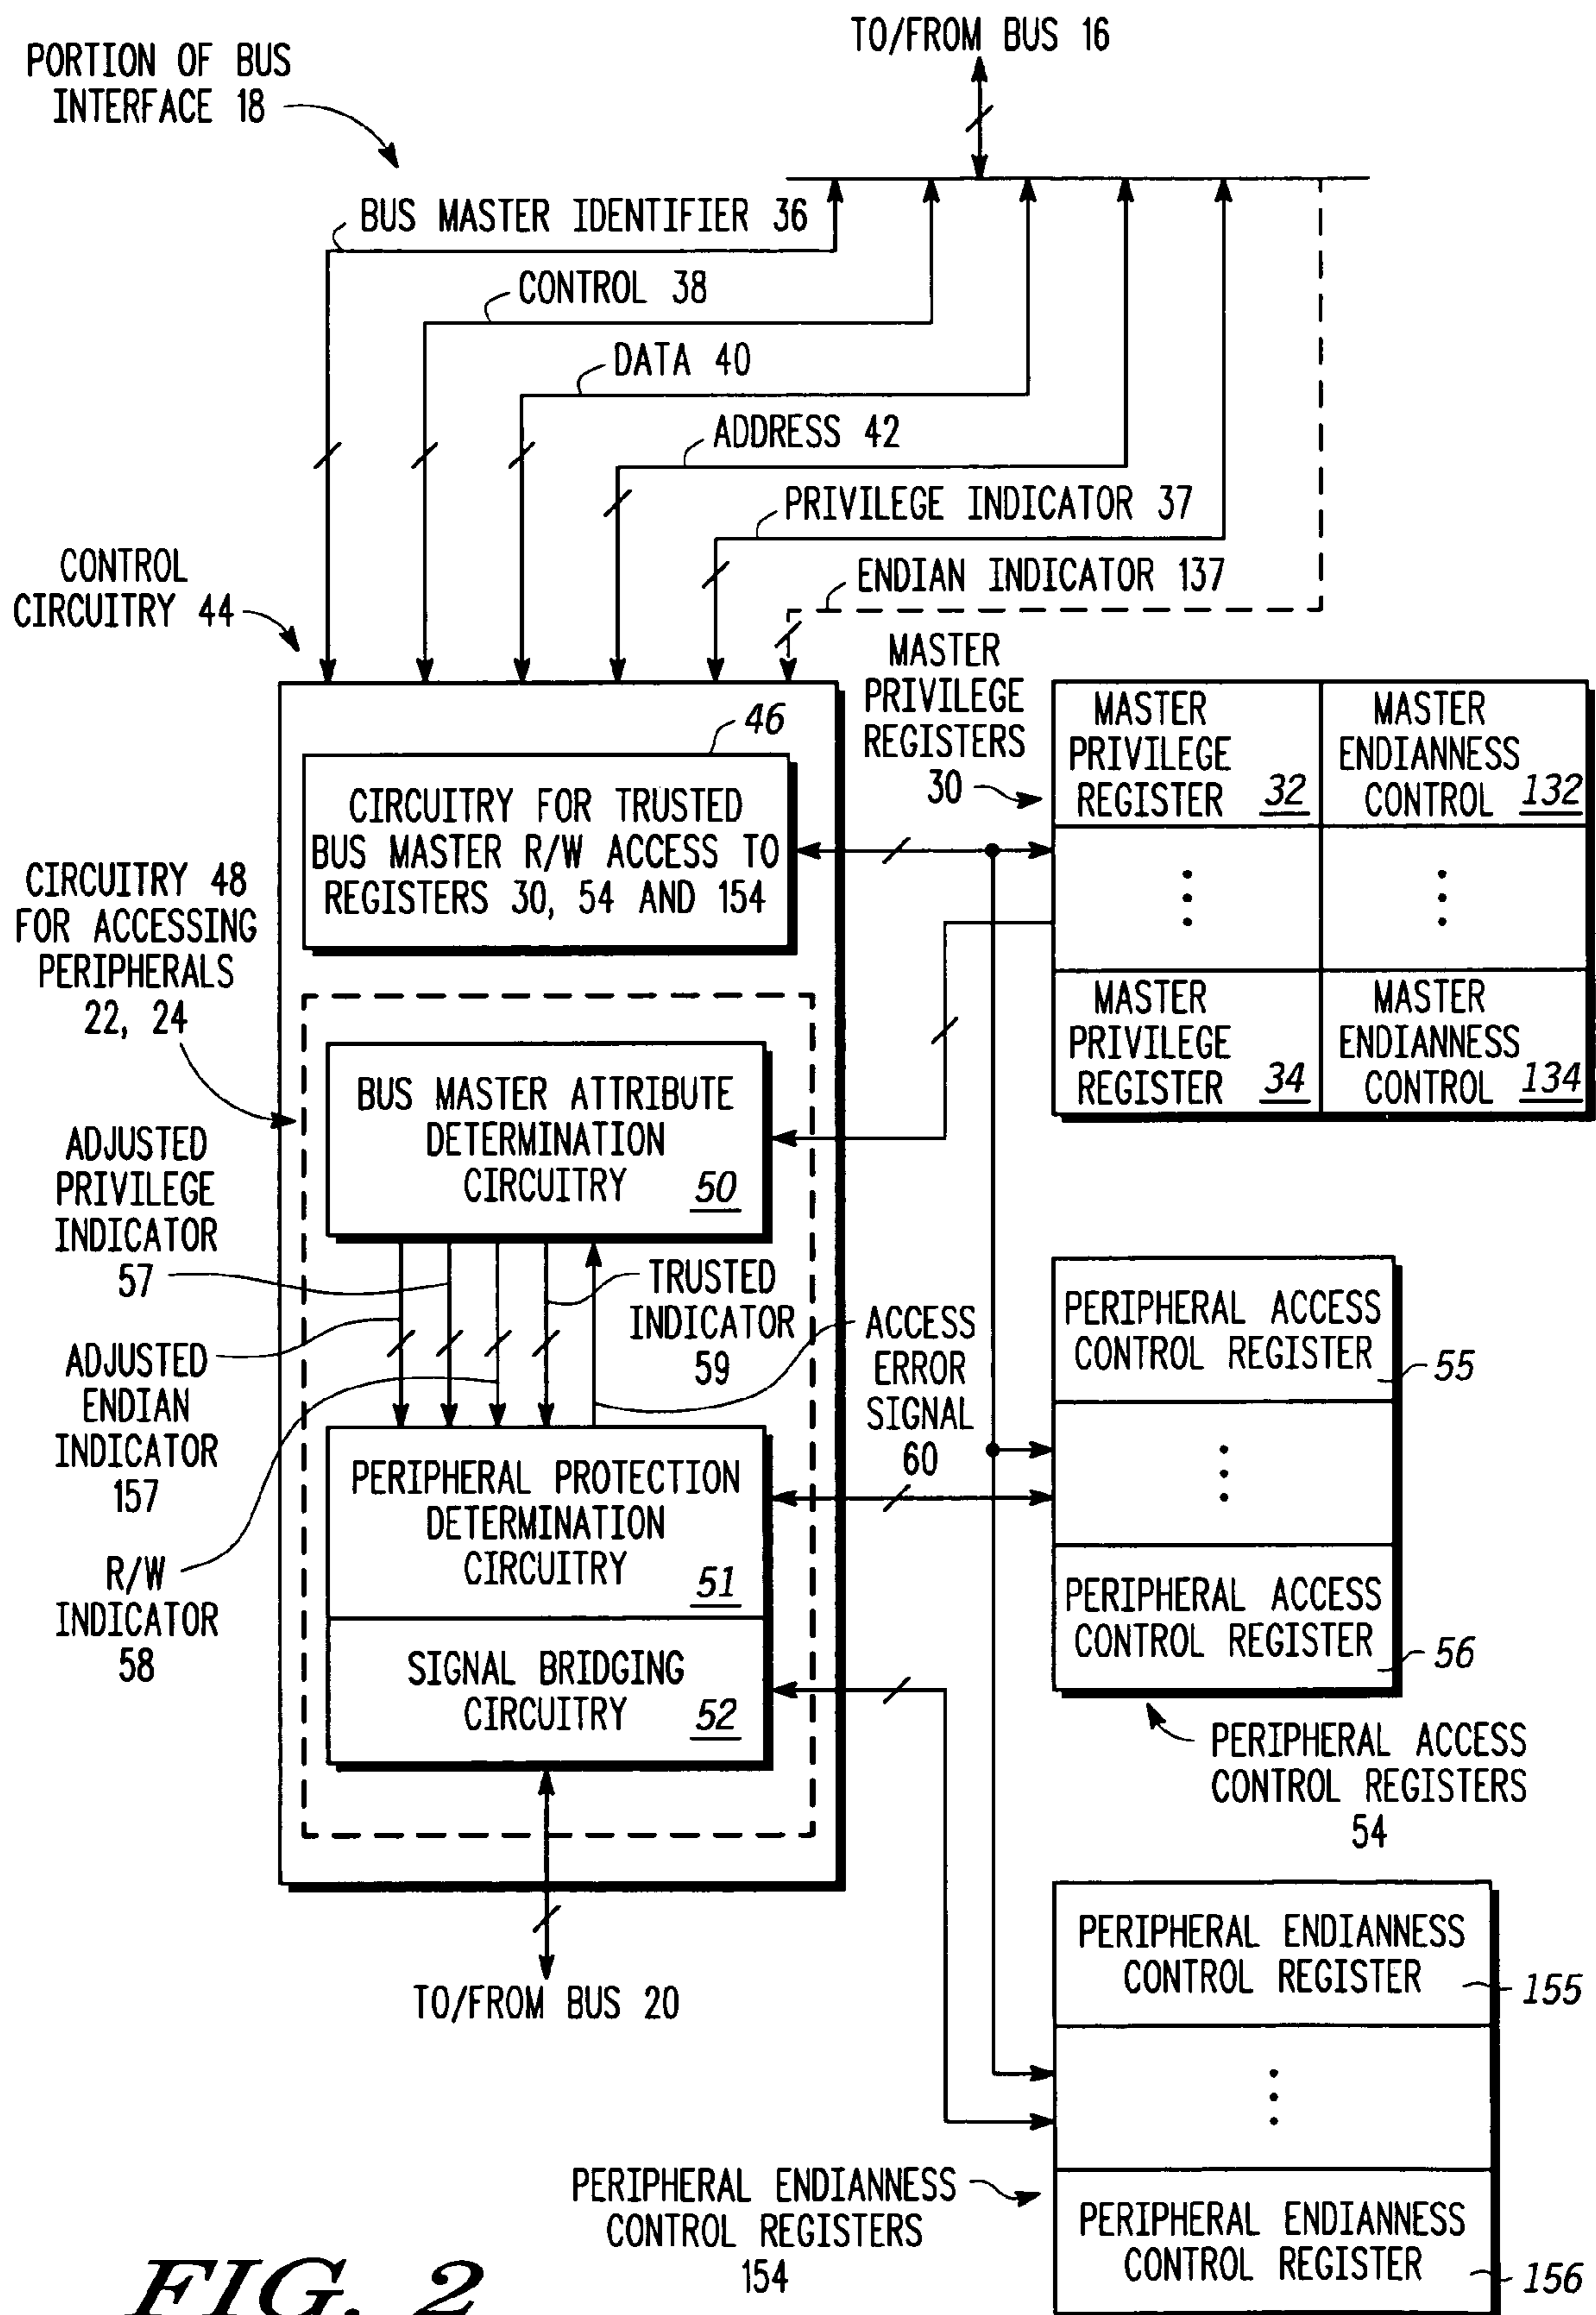 TO/FROM BUS 16
PORTION OF BUS
INTERFACE 18
BUS MASTER IDENTIFIER 36
CONTROL 38
DATA 40
ADDRESS 42
PRIVILEGE INDICATOR 37
ENDIAN INDICATOR 137
CONTROL
CIRCUITRY 44
MASTER
PRIVILEGE
REGISTERS
30
46
CIRCUITRY FOR TRUSTED
BUS MASTER R/W ACCESS TO
REGISTERS 30, 54 AND 154
MASTER
PRIVILEGE
REGISTER 32
MASTER
ENDIANNESS
CONTROL 132
MASTER
PRIVILEGE
REGISTER 34
MASTER
ENDIANNESS
CONTROL 134
CIRCUITRY 48
FOR ACCESSING
PERIPHERALS
22, 24
BUS MASTER ATTRIBUTE
DETERMINATION
CIRCUITRY 50
ADJUSTED
PRIVILEGE
INDICATOR
57
TRUSTED
INDICATOR
59
ACCESS
ERROR
SIGNAL
60
ADJUSTED
ENDIAN
INDICATOR
157
R/W
INDICATOR
58
PERIPHERAL PROTECTION
DETERMINATION
CIRCUITRY 51
SIGNAL BRIDGING
CIRCUITRY 52
TO/FROM BUS 20
PERIPHERAL ACCESS
CONTROL REGISTER
55
PERIPHERAL ACCESS
CONTROL REGISTER
56
PERIPHERAL ACCESS
CONTROL REGISTERS
54
PERIPHERAL ENDIANNESS
CONTROL REGISTER
155
PERIPHERAL ENDIANNESS
CONTROL REGISTERS
154
PERIPHERAL ENDIANNESS
CONTROL REGISTER
156
FIG. 2